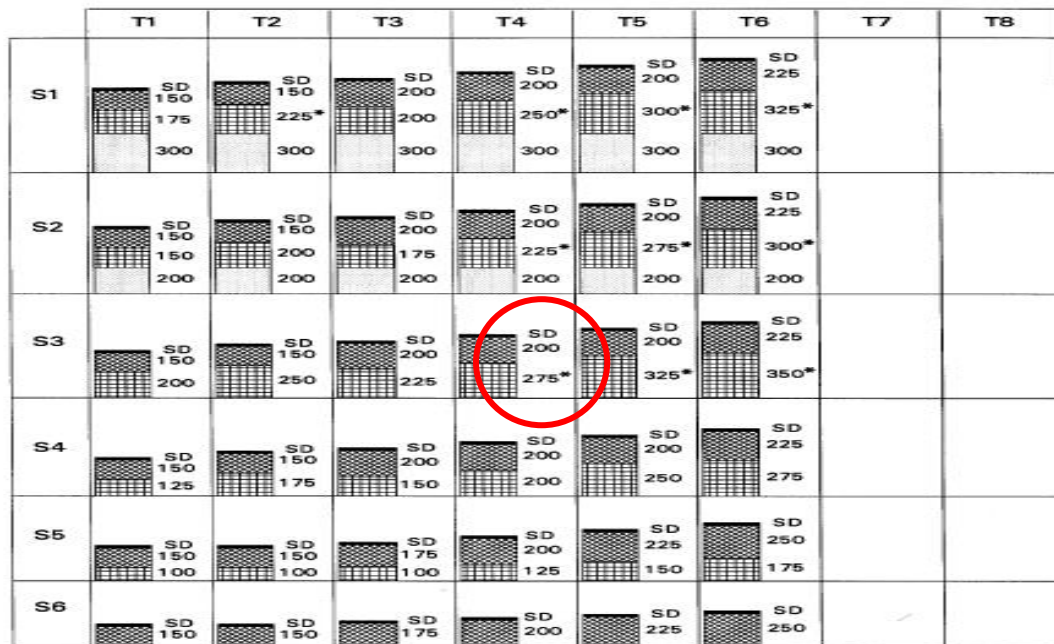 T1 T2 T3 T4 T5 T6 T7 T8
S1
SD SD SD SD SD SD
150 150 200 200 200 225
175 225* 200 250* 300* 325*
300 300 300 300 300 300
S2
SD SD SD SD SD SD
150 150 200 200 200 225
150 200 175 225* 275* 300*
200 200 200 200 200 200
S3
SD SD SD SD SD SD
150 150 200 200 200 225
200 250 225 275* 325* 350*
S4
SD SD SD SD SD SD
150 150 200 200 200 225
125 175 150 200 250 275
S5
SD SD SD SD SD SD
150 150 175 200 225 250
100 100 100 125 150 175
S6
SD SD SD SD SD SD
150 150 175 200 225 250